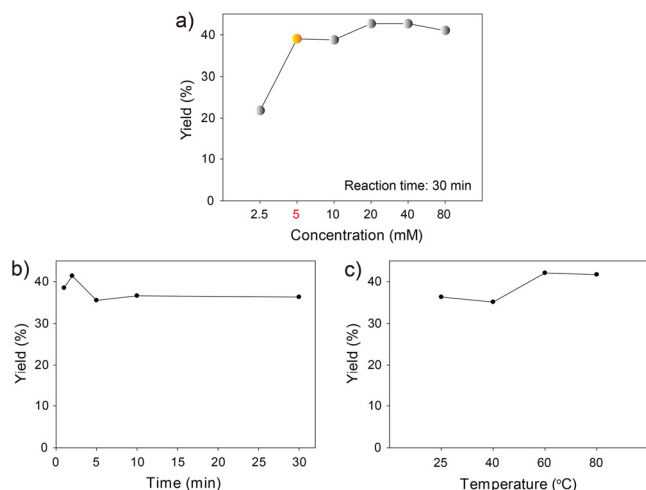 a)
Yield (%)
40
30
20
10
0
Reaction time: 30 min
2.5 5 10 20 40 80
Concentration (mM)
b)
Yield (%)
40
30
20
10
0
0 5 10 15 20 25 30
Time (min)
c)
Yield (%)
40
30
20
10
0
25 40 60 80
Temperature (°C)